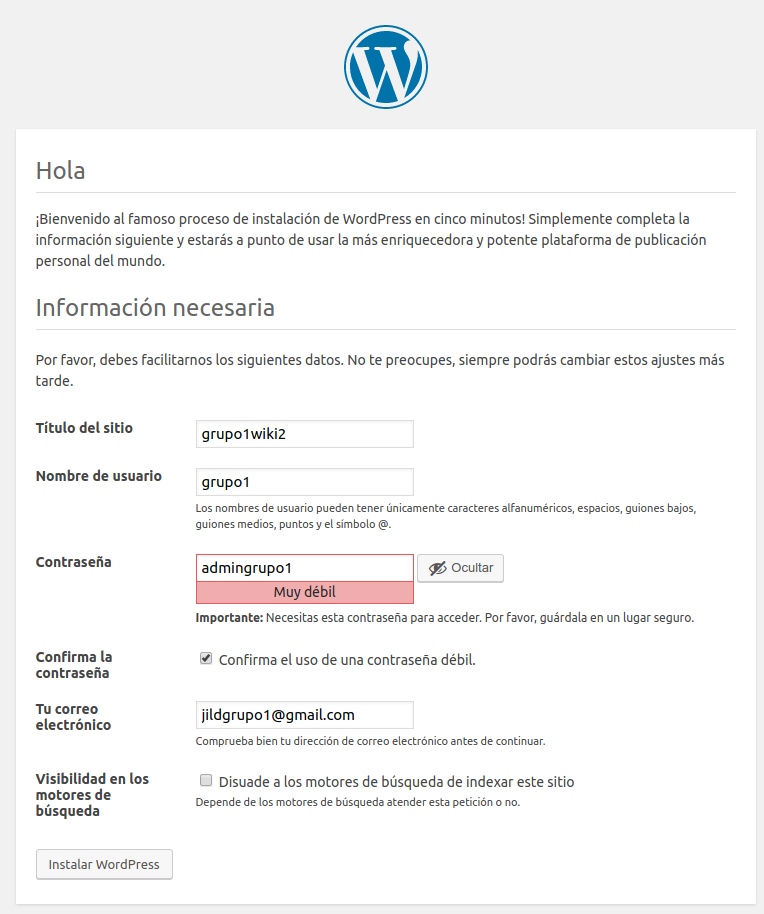 Hola
¡Bienvenido al famoso proceso de instalación de WordPress en cinco minutos! Simplemente completa la
información siguiente y estarás a punto de usar la más enriquecedora y potente plataforma de publicación
personal del mundo.
Información necesaria
Por favor, debes facilitarnos los siguientes datos. No te preocupes, siempre podrás cambiar estos ajustes más
tarde.
Título del sitio
grupo1wiki2
Nombre de usuario
grupo1
Los nombres de usuario pueden tener únicamente caracteres alfanuméricos, espacios, guiones bajos,
guiones medios, puntos y el símbolo @.
Contraseña
admingrupo1
Ocultar
Muy débil
Importante: Necesitas esta contraseña para acceder. Por favor, guárdala en un lugar seguro.
Confirma la
contraseña
Confirma el uso de una contraseña débil.
Tu correo
electrónico
jildgrupo1@gmail.com
Comprueba bien tu dirección de correo electrónico antes de continuar.
Visibilidad en los
motores de
búsqueda
Disuade a los motores de búsqueda de indexar este sitio
Depende de los motores de búsqueda atender esta petición o no.
Instalar WordPress